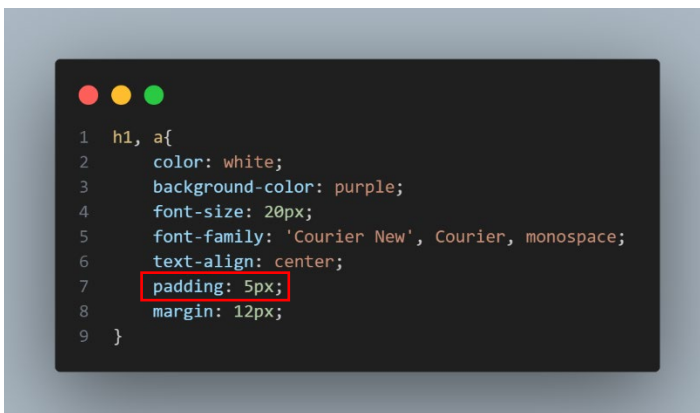 1 h1, a{
2 color: white;
3 background-color: purple;
4 font-size: 20px;
5 font-family: 'Courier New', Courier, monospace;
6 text-align: center;
7 padding: 5px;
8 margin: 12px;
9 }